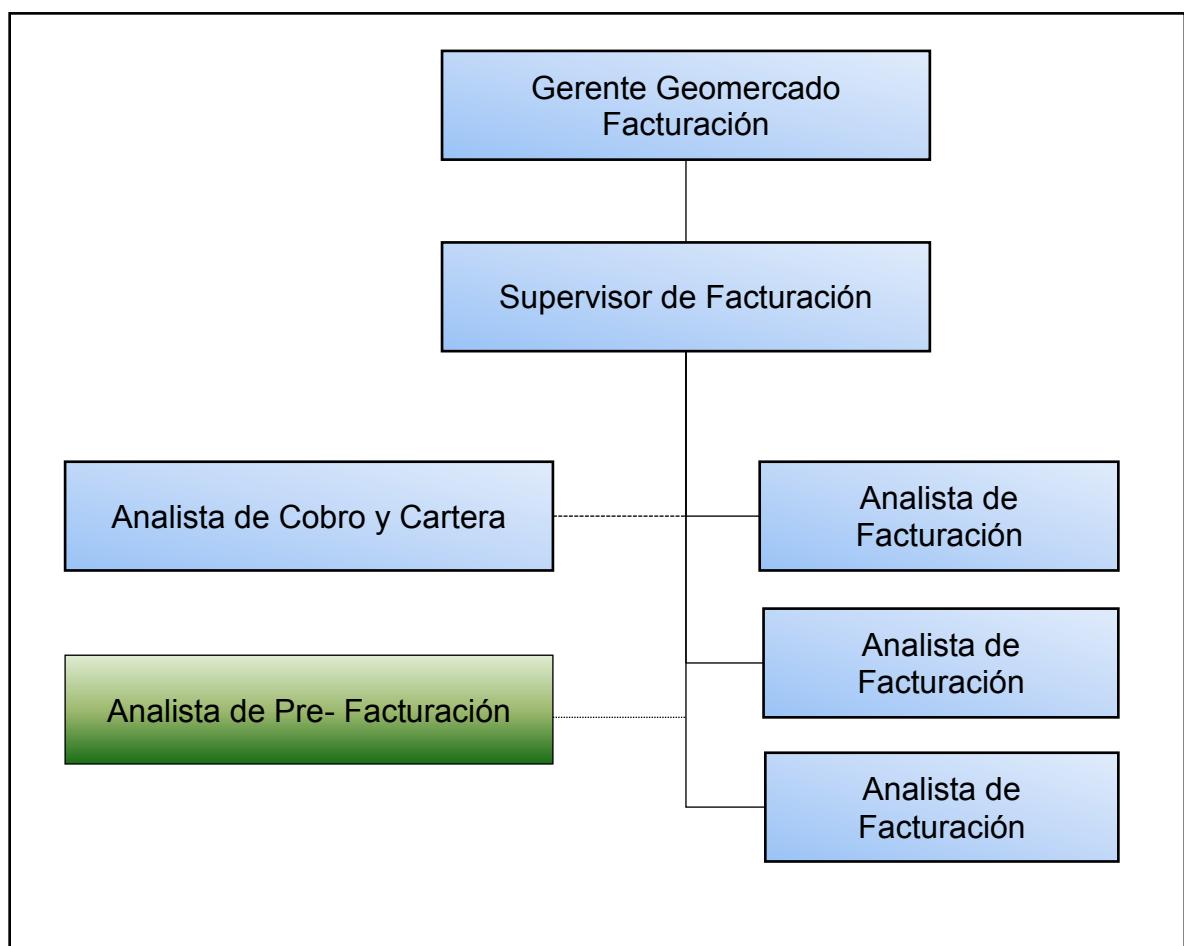 Gerente Geomercado
Facturación
Supervisor de Facturación
Analista de Cobro y Cartera
Analista de
Facturación
Analista de Pre- Facturación
Analista de
Facturación
Analista de
Facturación